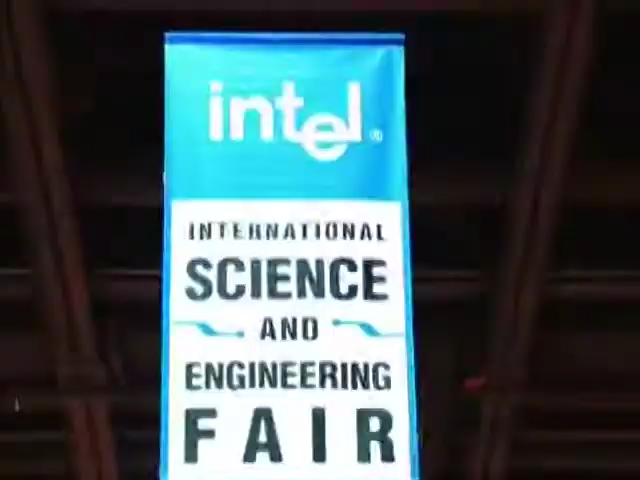 intel®
INTERNATIONAL
SCIENCE
AND
ENGINEERING
FAIR